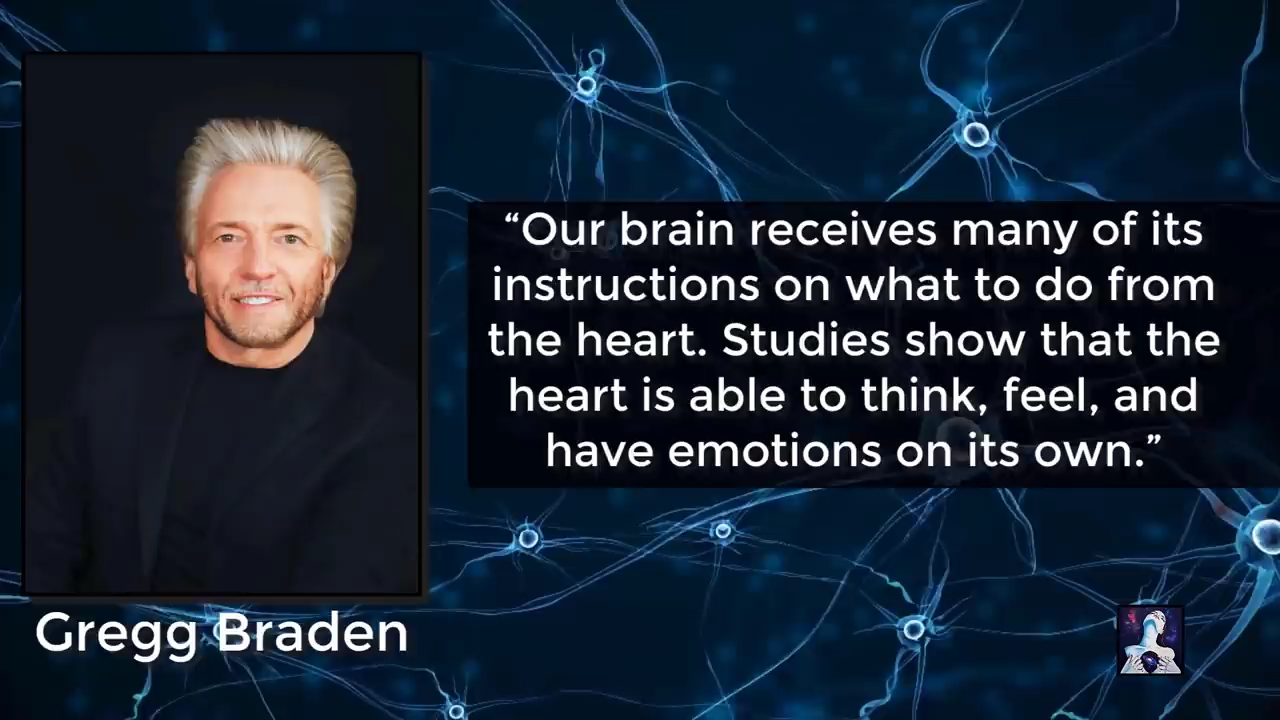 “Our brain receives many of its
instructions on what to do from
the heart. Studies show that the
heart is able to think, feel, and
have emotions on its own.”
Gregg Braden